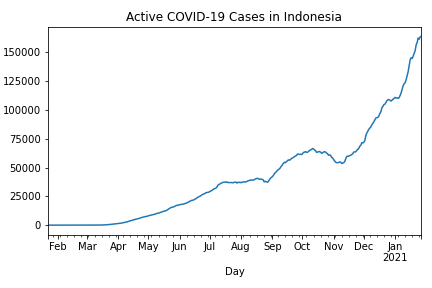 Active COVID-19 Cases in Indonesia
150000
125000
100000
75000
50000
25000
0
Feb Mar Apr May Jun Jul Aug Sep Oct Nov Dec Jan
2021
Day